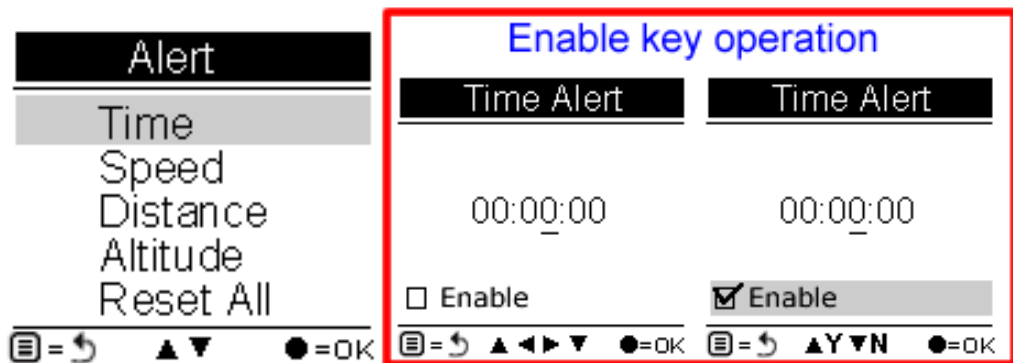 Alert
Time
Speed
Distance
Altitude
Reset All
=OK
Enable key operation
Time Alert
00:00:00
Enable
=OK
Time Alert
00:00:00
Enable
▲Y ▼N
=OK